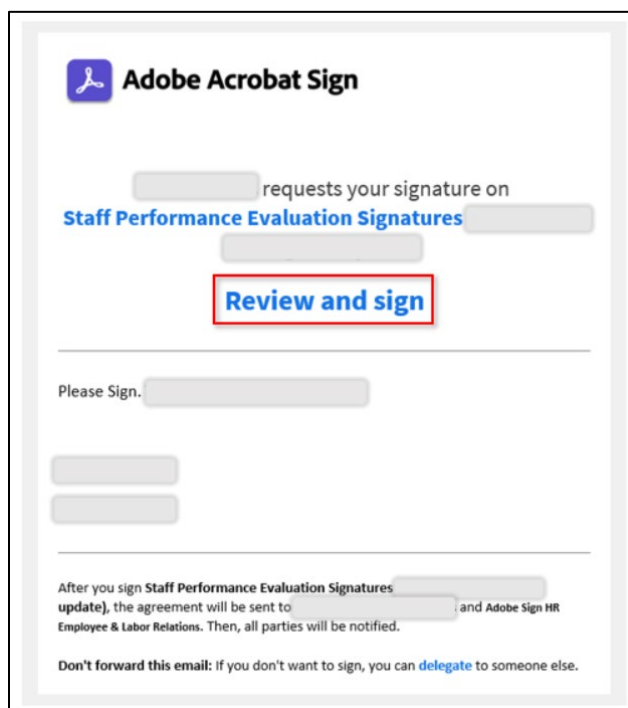 Adobe Acrobat Sign
requests your signature on
Staff Performance Evaluation Signatures
Review and sign
Please Sign.
After you sign Staff Performance Evaluation Signatures
update), the agreement will be sent to and Adobe Sign HR
Employee & Labor Relations. Then, all parties will be notified.
Don't forward this email: If you don't want to sign, you can delegate to someone else.